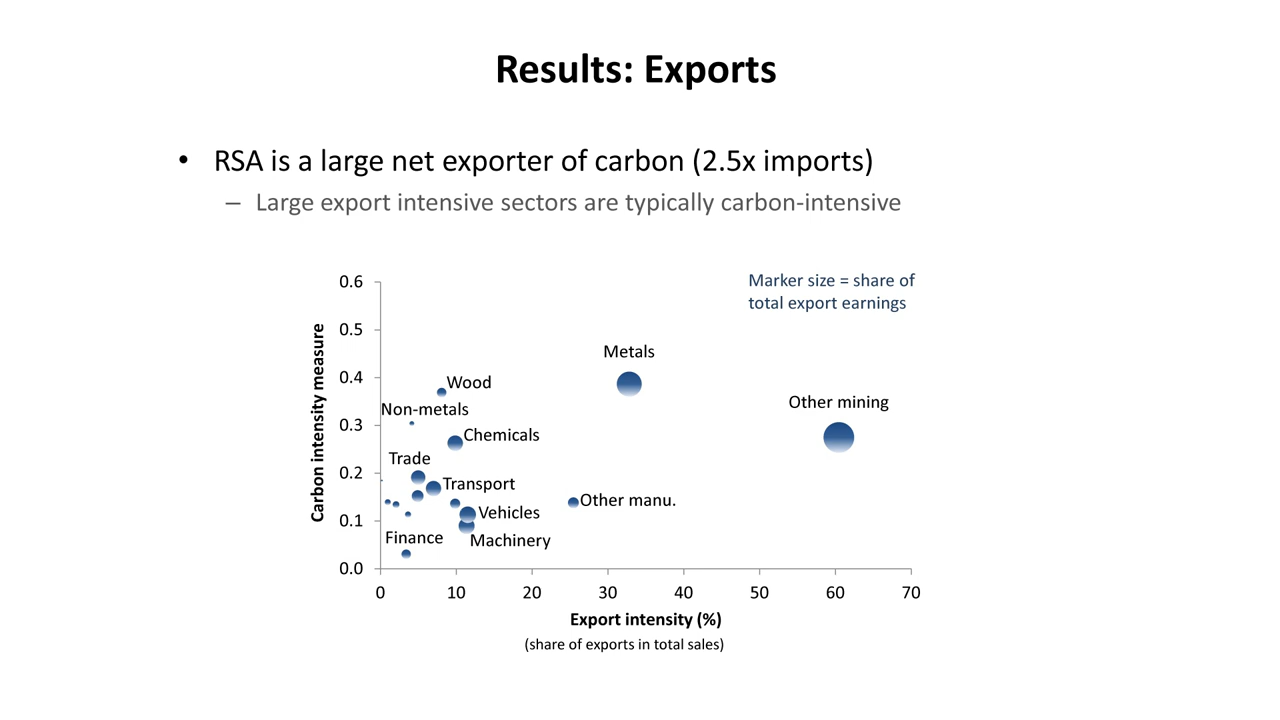 Results: Exports
• RSA is a large net exporter of carbon (2.5x imports)
– Large export intensive sectors are typically carbon-intensive
Marker size = share of
total export earnings
Carbon intensity measure
0.6
0.5
0.4
0.3
0.2
0.1
0.0
Metals
Wood
Other mining
Non-metals
Chemicals
Trade
Transport
Other manu.
Vehicles
Finance
Machinery
0 10 20 30 40 50 60 70
Export intensity (%)
(share of exports in total sales)